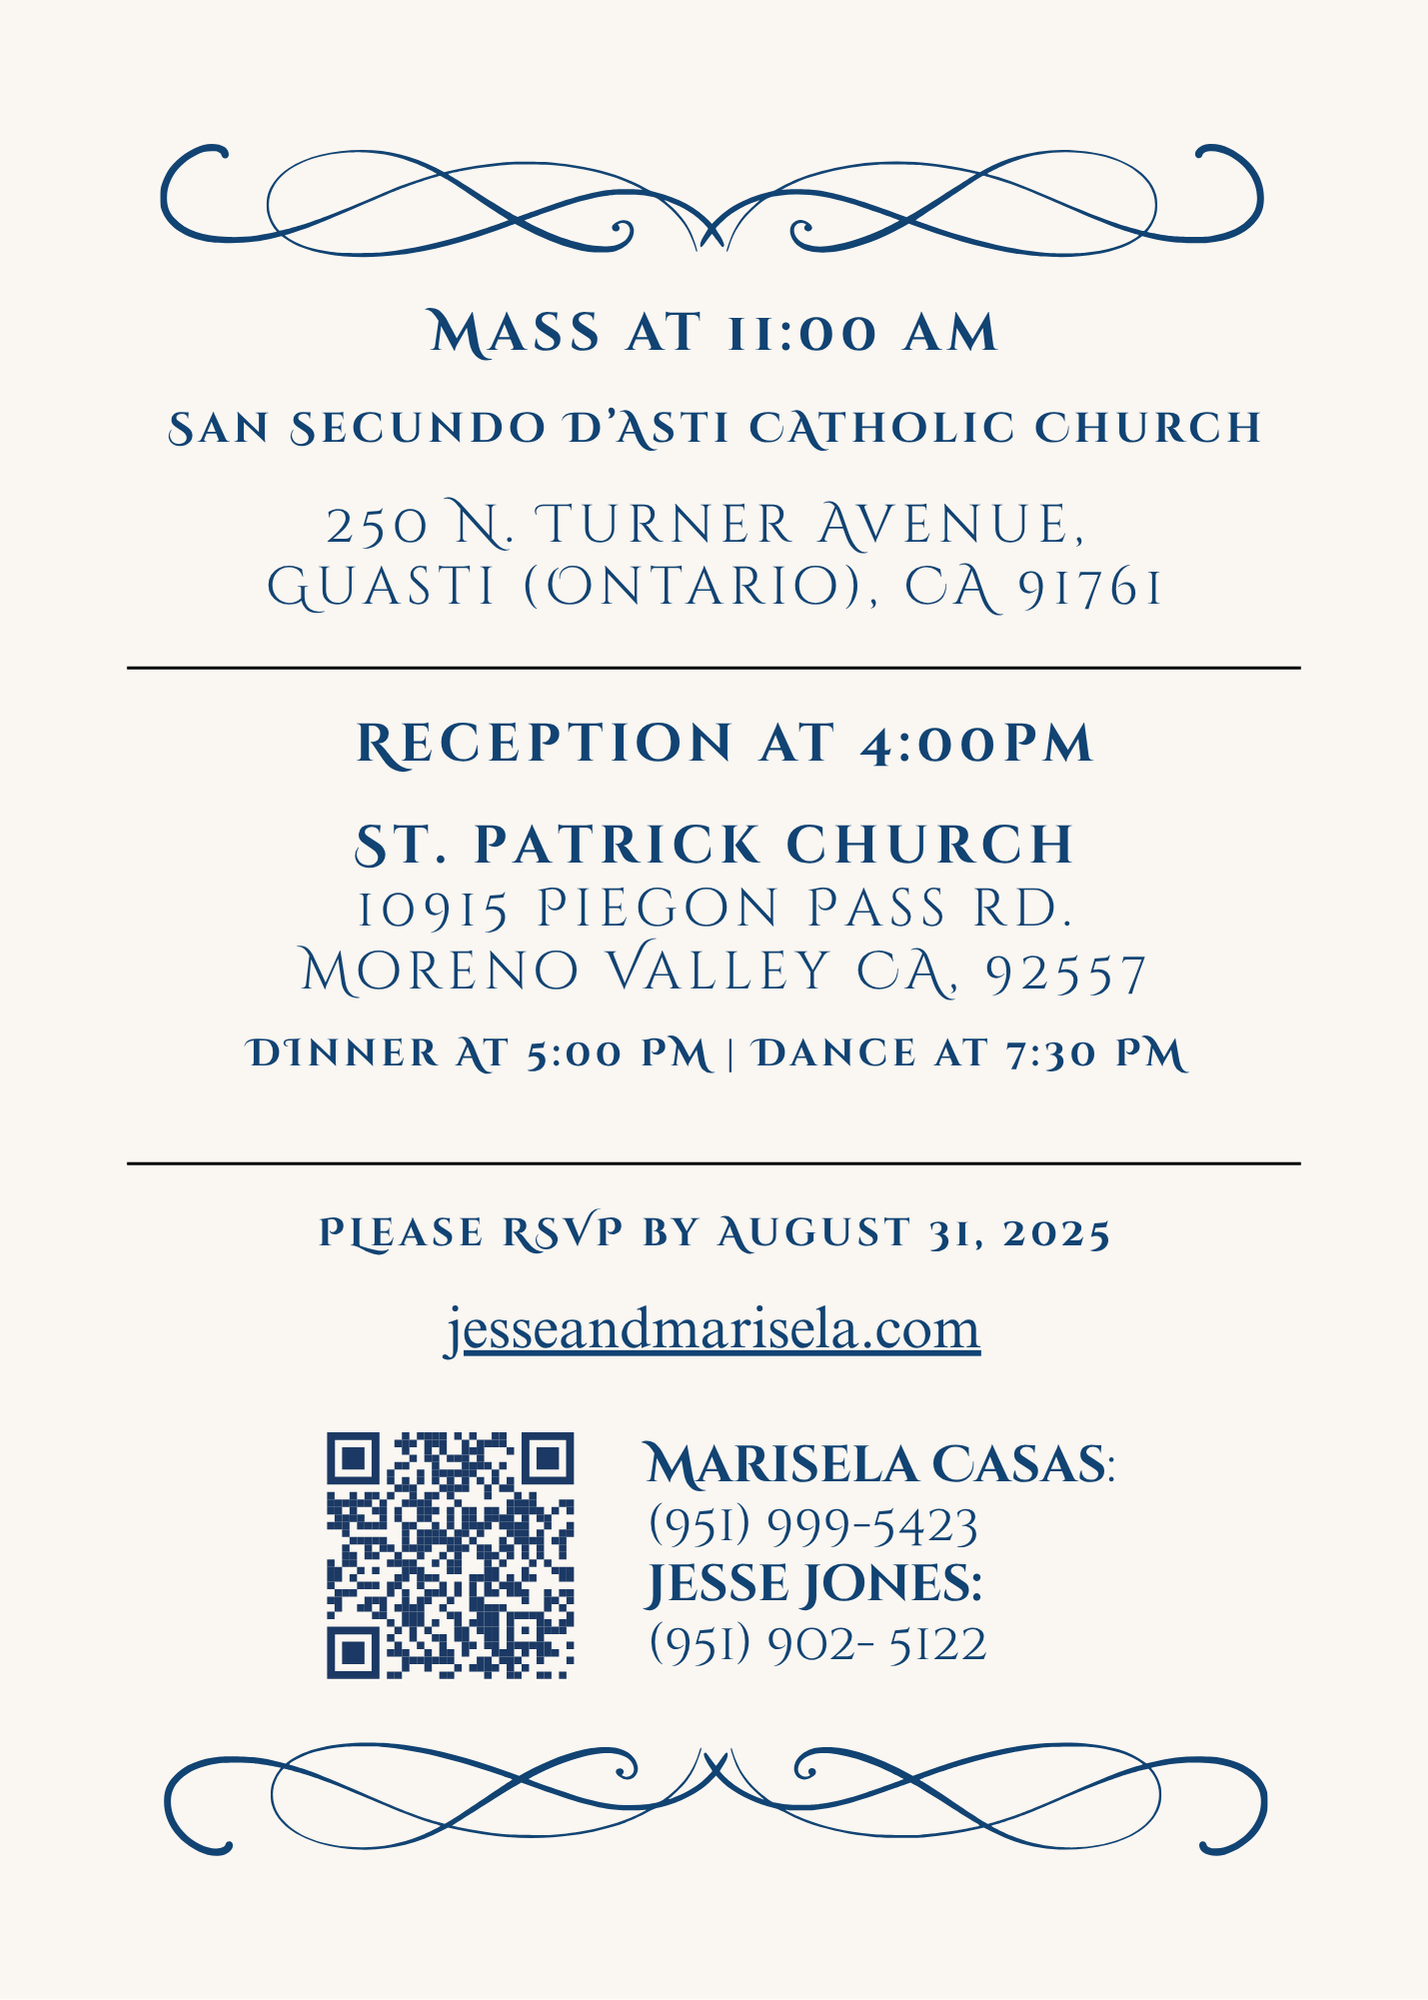 Mass at 11:00 AM
San Secundo D'Asti Catholic Church
250 N. Turner Avenue,
Guasti (Ontario), CA 91761
Reception at 4:00PM
St. Patrick Church
10915 Piegon Pass Rd.
Moreno Valley CA, 92557
Dinner at 5:00 PM | Dance at 7:30 PM
Please RSVP by August 31, 2025
jesseandmarisela.com
Marisela Casas:
(951) 999-5423
Jesse Jones:
(951) 902- 5122